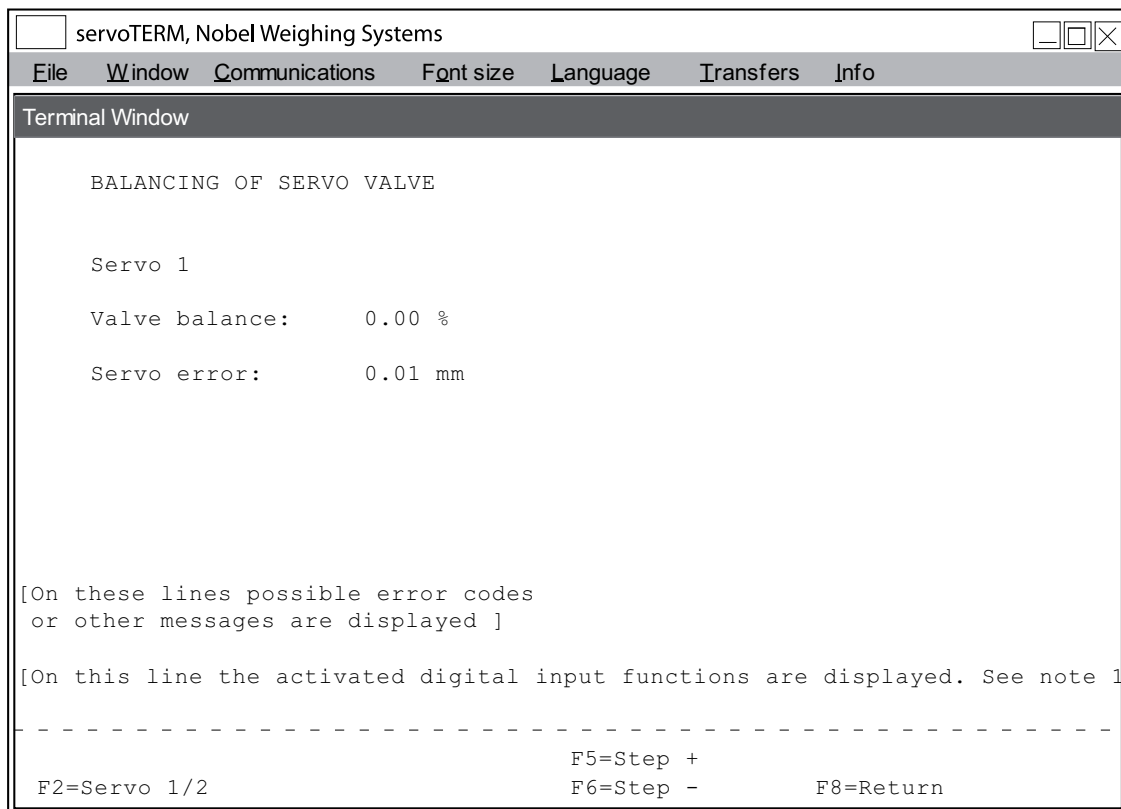 servoTERM, Nobel Weighing Systems
File Window Communications Font size Language Transfers Info
Terminal Window
BALANCING OF SERVO VALVE
Servo 1
Valve balance: 0.00 %
Servo error: 0.01 mm
[On these lines possible error codes
or other messages are displayed ]
[On this line the activated digital input functions are displayed. See note 1
F5=Step +
F2=Servo 1/2 F6=Step - F8=Return